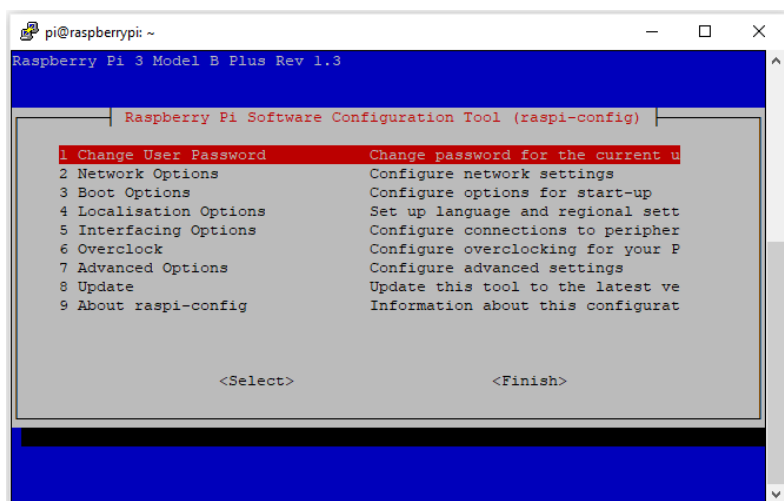 pi@raspberrypi: ~
Raspberry Pi 3 Model B Plus Rev 1.3
Raspberry Pi Software Configuration Tool (raspi-config)
1 Change User Password Change password for the current u
2 Network Options Configure network settings
3 Boot Options Configure options for start-up
4 Localisation Options Set up language and regional sett
5 Interfacing Options Configure connections to peripher
6 Overclock Configure overclocking for your P
7 Advanced Options Configure advanced settings
8 Update Update this tool to the latest ve
9 About raspi-config Information about this configurat
<Select> <Finish>